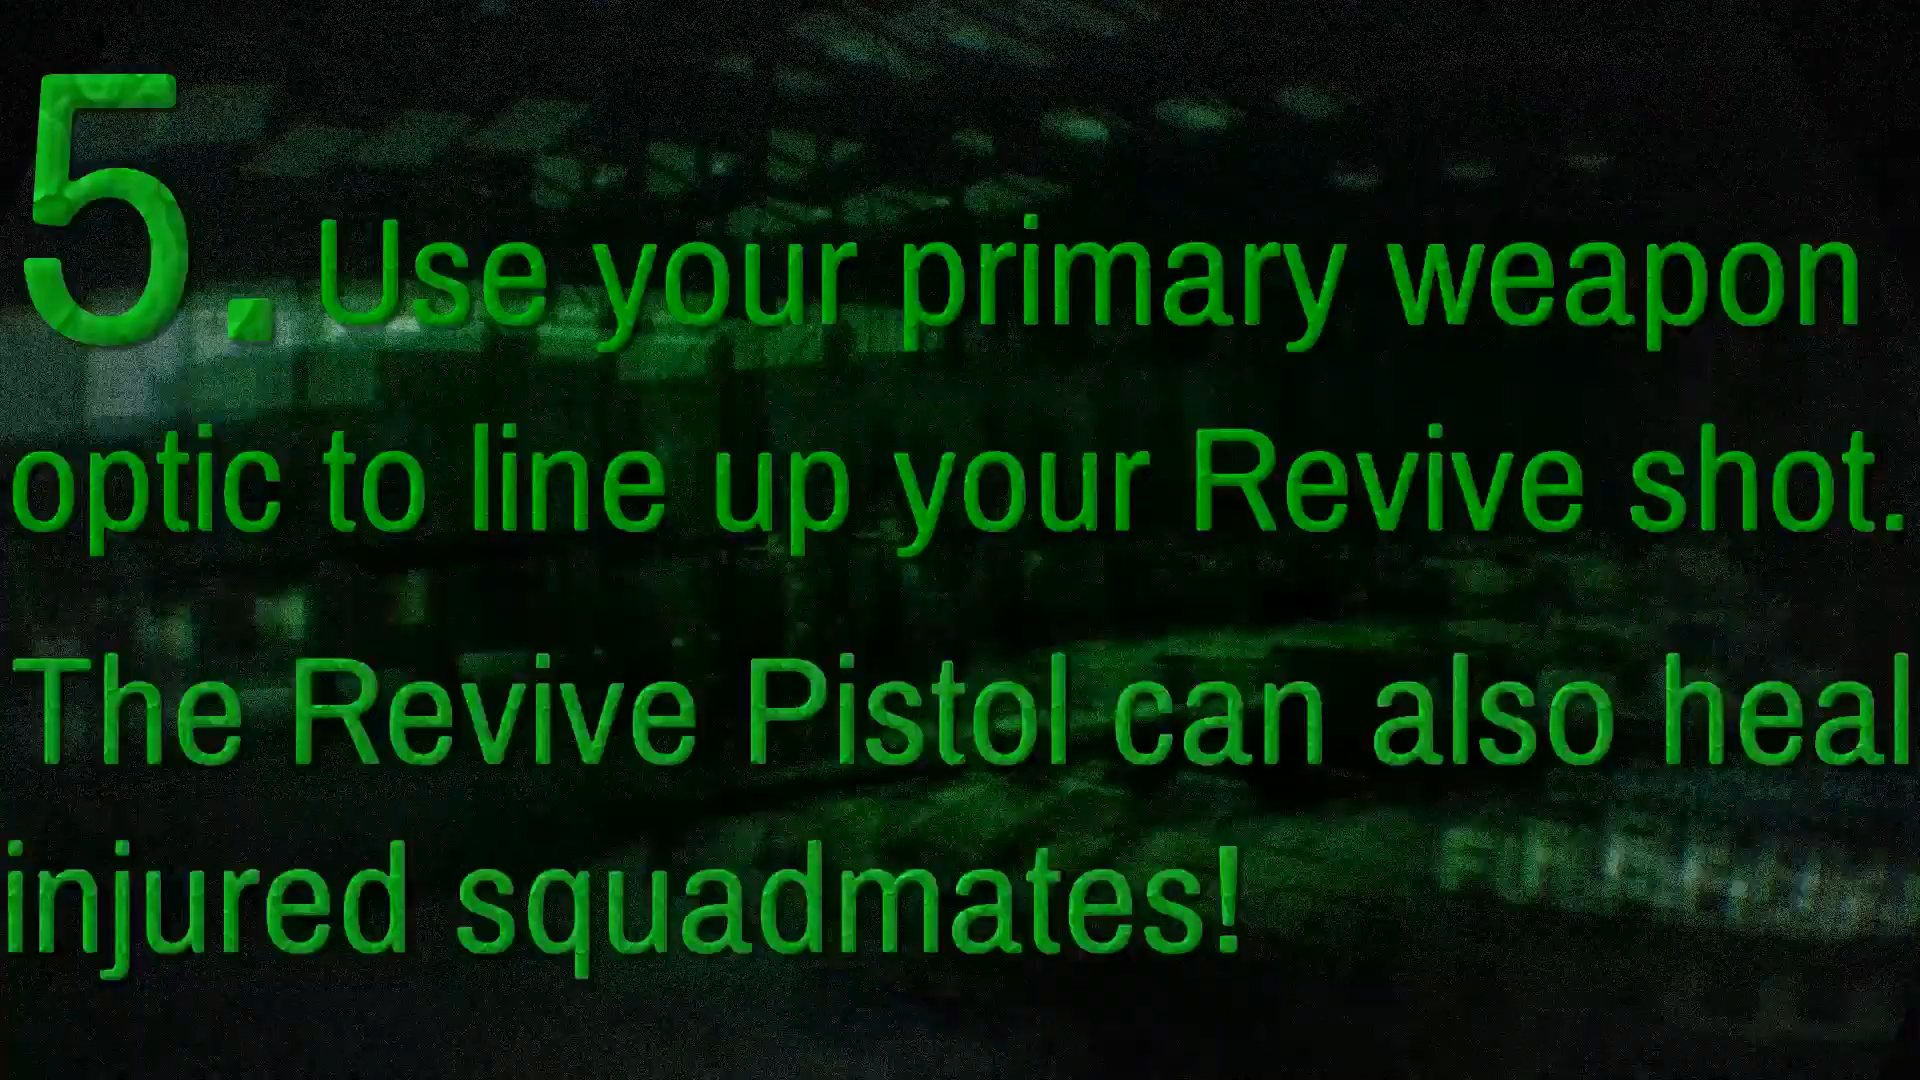 5. Use your primary weapon
optic to line up your Revive shot.
The Revive Pistol can also heal
injured squadmates!